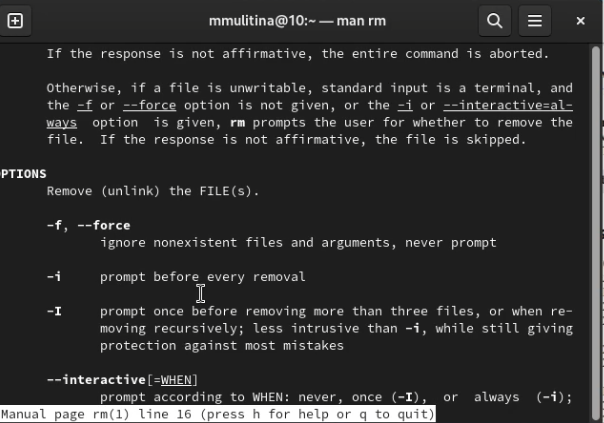 mmulitina@10:~ — man rm
If the response is not affirmative, the entire command is aborted.
Otherwise, if a file is unwritable, standard input is a terminal, and
the -f or --force option is not given, or the -i or --interactive=al-
ways option is given, rm prompts the user for whether to remove the
file. If the response is not affirmative, the file is skipped.
PTIONS
Remove (unlink) the FILE(s).
-f, --force
ignore nonexistent files and arguments, never prompt
-i prompt before every removal
-I prompt once before removing more than three files, or when re-
moving recursively; less intrusive than -i, while still giving
protection against most mistakes
--interactive[=WHEN]
prompt according to WHEN: never, once (-I), or always (-i);
Manual page rm(1) line 16 (press h for help or q to quit)